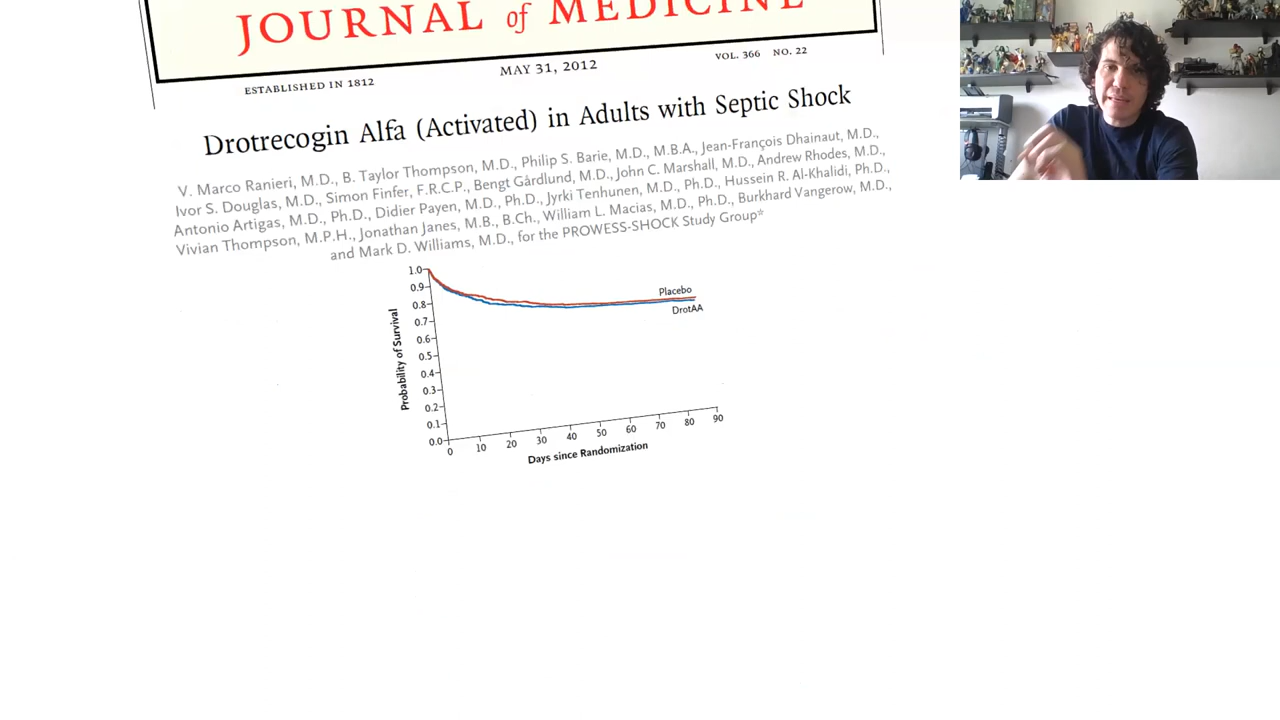 JOURNAL of MEDICINE
ESTABLISHED IN 1812
MAY 31, 2012
VOL. 366 NO. 22
Drotrecogin Alfa (Activated) in Adults with Septic Shock
V. Marco Ranieri, M.D., B. Taylor Thompson, M.D., Philip S. Barie, M.D., M.B.A., Jean-François Dhainaut, M.D.,
Ivor S. Douglas, M.D., Simon Finfer, F.R.C.P., Bengt Gårdlund, M.D., John C. Marshall, M.D., Andrew Rhodes, M.D.,
Antonio Artigas, M.D., Ph.D., Didier Payen, M.D., Ph.D., Jyrki Tenhunen, M.D., Ph.D., Hussein R. Al-Khalidi, Ph.D.,
Vivian Thompson, M.P.H., Jonathan Janes, M.B., B.Ch., William L. Macias, M.D., Ph.D., Burkhard Vangerow, M.D.,
and Mark D. Williams, M.D., for the PROWESS-SHOCK Study Group*
Probability of Survival
1.0
0.9
0.8
0.7
0.6
0.5
0.4
0.3
0.2
0.1
0.0
Placebo
DrotAA
0 10 20 30 40 50 60 70 80 90
Days since Randomization